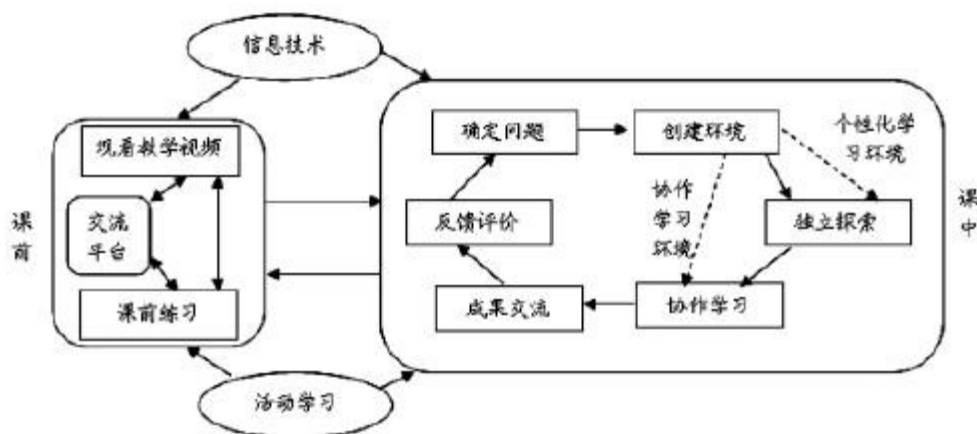 信息技术
观看教学视频
交流
平台
课前练习
课
前
确定问题
创建环境
个性化学
习环境
协作
学习
环境
反馈评价
独立探索
成果交流
协作学习
课
中
活动学习